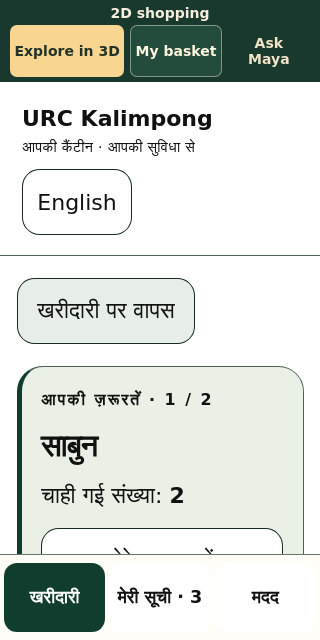 2D shopping
Explore in 3D
My basket
Ask
Maya
URC Kalimpong
आपकी कैंटीन · आपकी सुविधा से
English
खरीदारी पर वापस
आपकी ज़रूरतें · 1 / 2
साबुन
चाही गई संख्या: 2
खरीदारी
मेरी सूची · 3
मदद